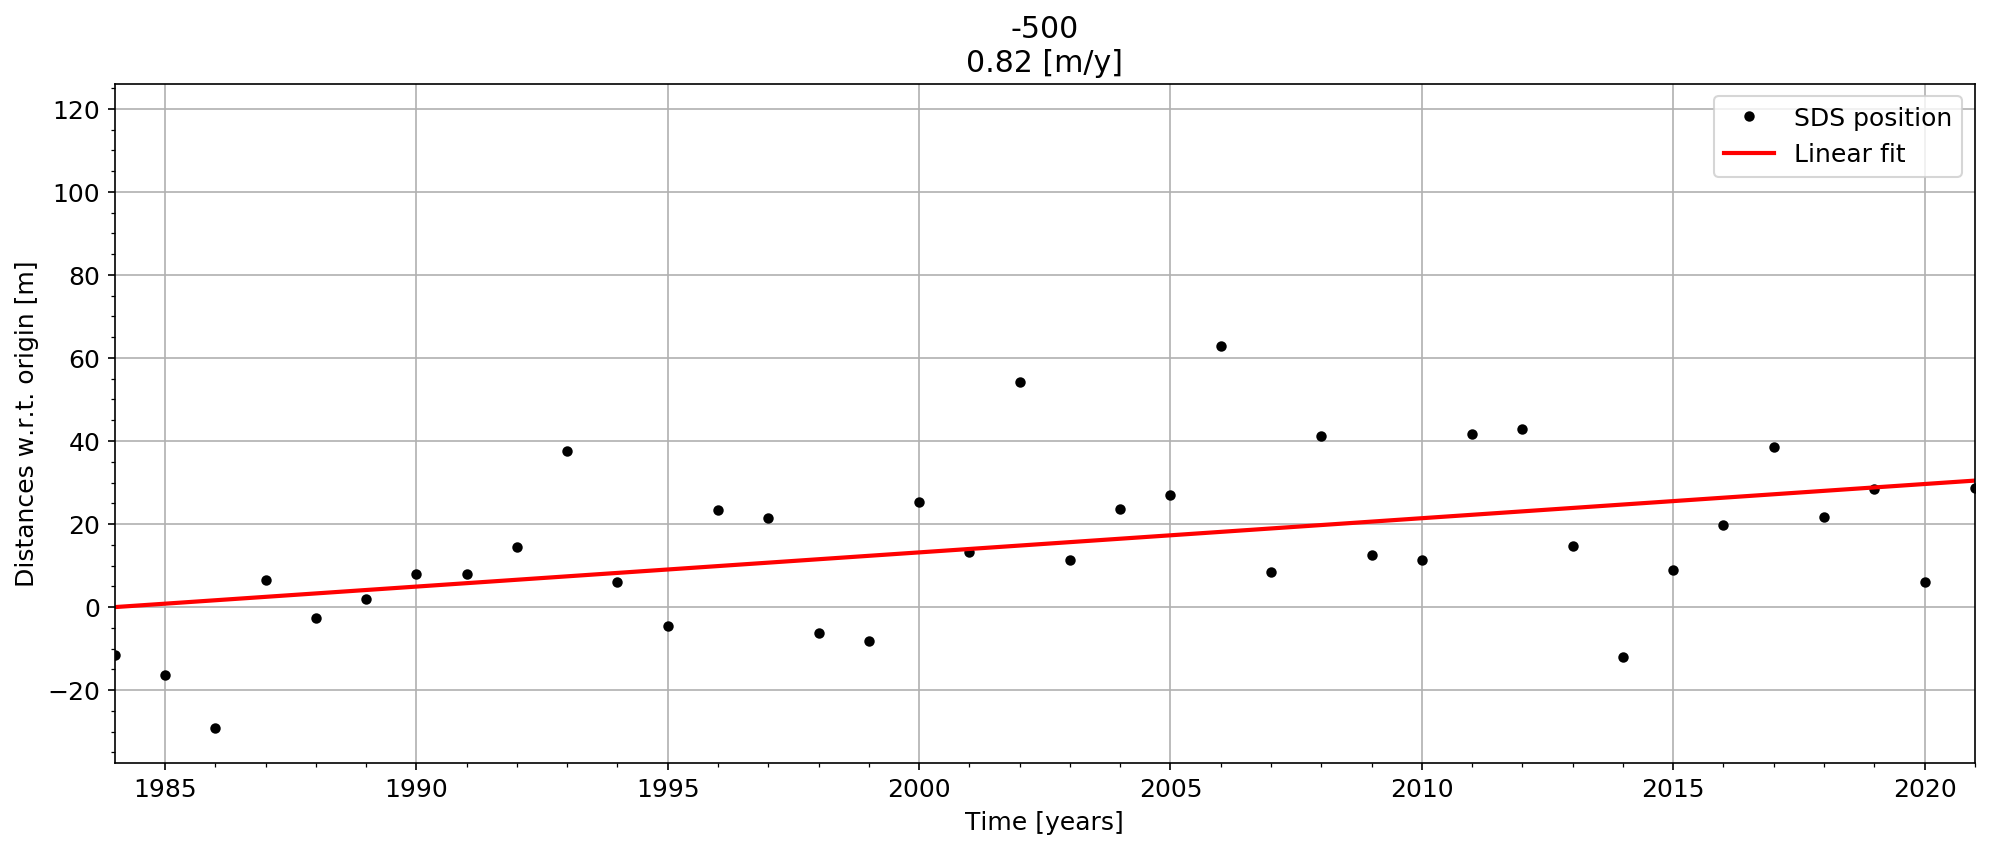 -500
0.82 [m/y]
Distances w.r.t. origin [m]
120
100
80
60
40
20
0
−20
SDS position
Linear fit
1985 1990 1995 2000 2005 2010 2015 2020
Time [years]